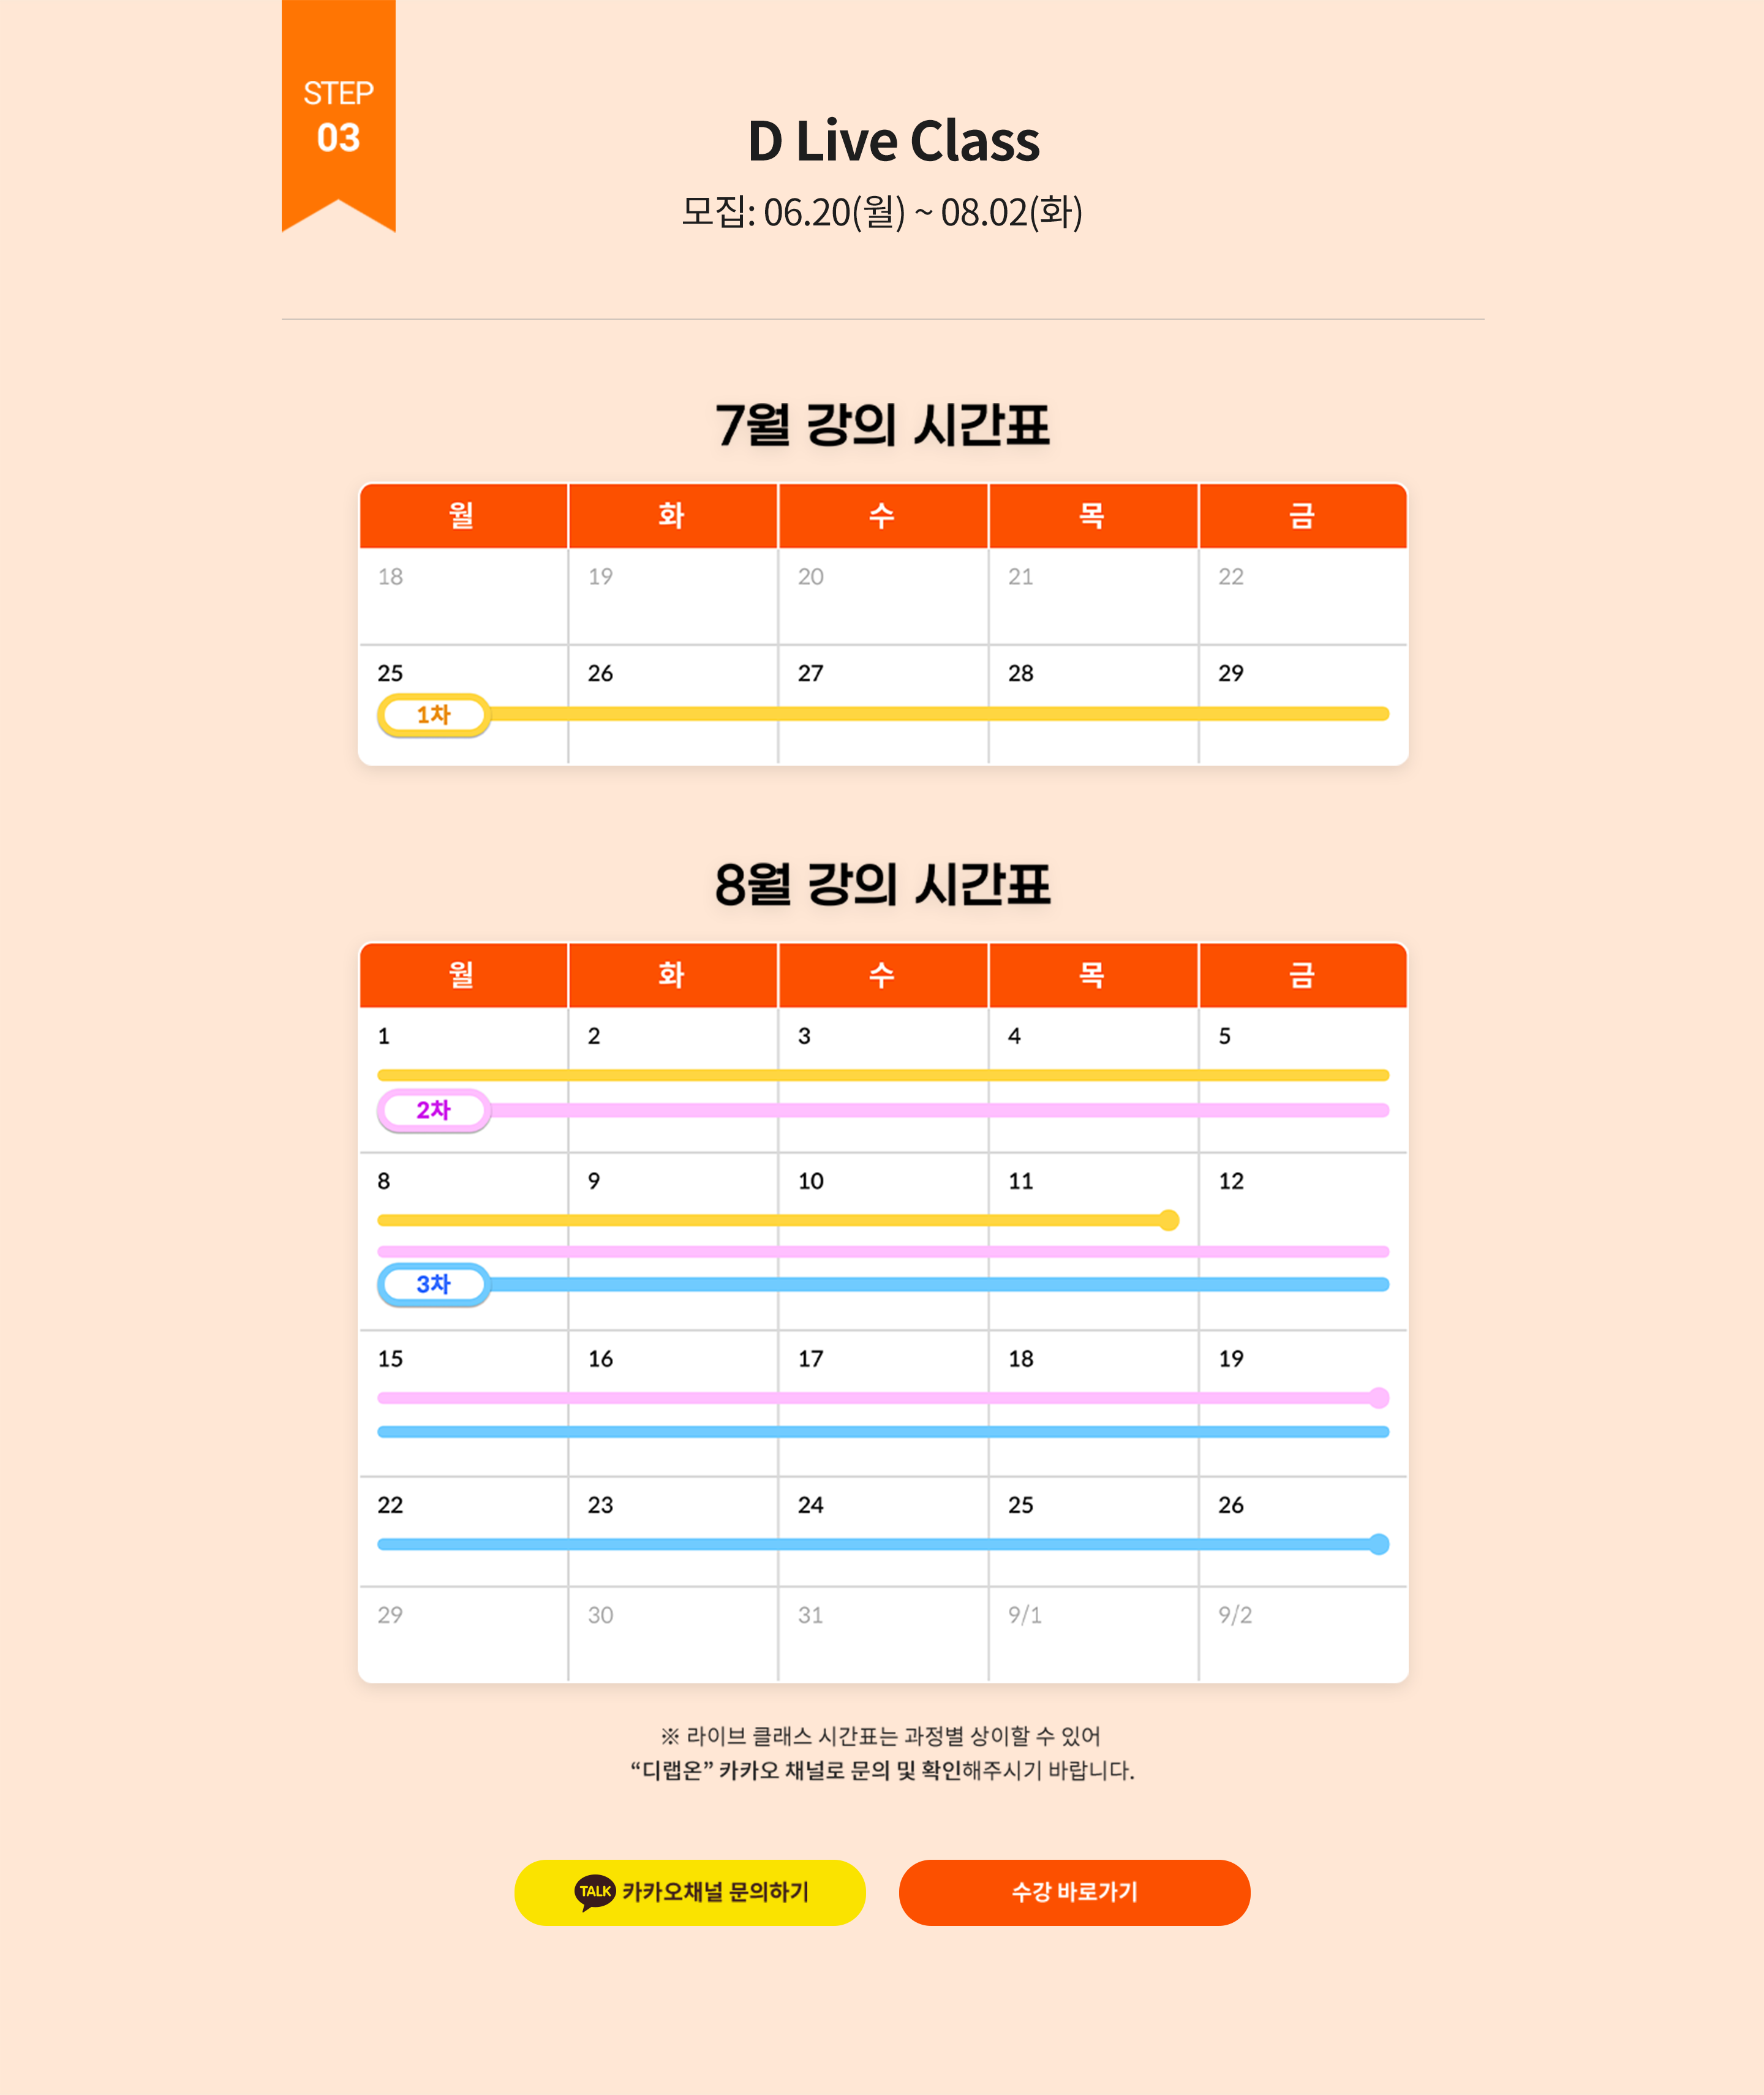 STEP
03
D Live Class
모집: 06.20(월) ~ 08.02(화)
7월 강의 시간표
월 화 수 목 금
18 19 20 21 22
25 26 27 28 29
1차
8월 강의 시간표
월 화 수 목 금
1 2 3 4 5
2차
8 9 10 11 12
3차
15 16 17 18 19
22 23 24 25 26
29 30 31 9/1 9/2
※ 라이브 클래스 시간표는 과정별 상이할 수 있어
“디랩온” 카카오 채널로 문의 및 확인해주시기 바랍니다.
TALK 카카오채널 문의하기
수강 바로가기